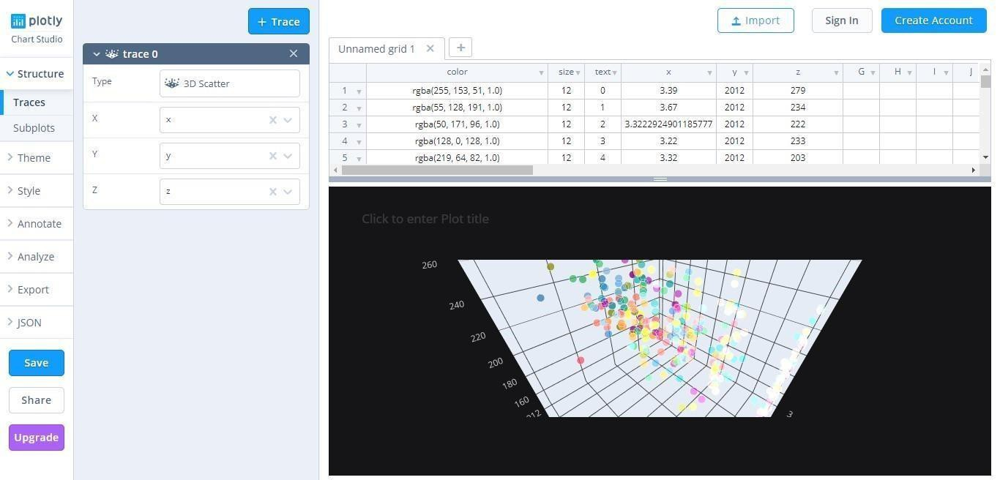 plotly
Chart Studio
Structure
Traces
Subplots
Theme
Style
Annotate
Analyze
Export
JSON
Save
Share
Upgrade
+ Trace
trace 0
Type 3D Scatter
X x
Y y
Z z
Import Sign In Create Account
Unnamed grid 1 +
color size text x y z G H I J
1 rgba(255, 153, 51, 1.0) 12 0 3.39 2012 279
2 rgba(55, 128, 191, 1.0) 12 1 3.67 2012 234
3 rgba(50, 171, 96, 1.0) 12 2 3.3222924901185777 2012 222
4 rgba(128, 0, 128, 1.0) 12 3 3.22 2012 233
5 rgba(219, 64, 82, 1.0) 12 4 3.32 2012 203
Click to enter Plot title
260
240
220
200
180
160
3